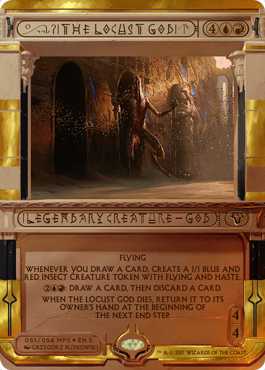 THE LOCUST GOD 4
LEGENDARY CREATURE – GOD
FLYING
WHENEVER YOU DRAW A CARD, CREATE A 1/1 BLUE AND
RED INSECT CREATURE TOKEN WITH FLYING AND HASTE.
2: DRAW A CARD, THEN DISCARD A CARD.
WHEN THE LOCUST GOD DIES, RETURN IT TO ITS
OWNER'S HAND AT THE BEGINNING OF
THE NEXT END STEP.
4
4
031/054 MPS • EN S
GRZEGORZ RUTKOWSKI
™ & © 2017 WIZARDS OF THE COAST